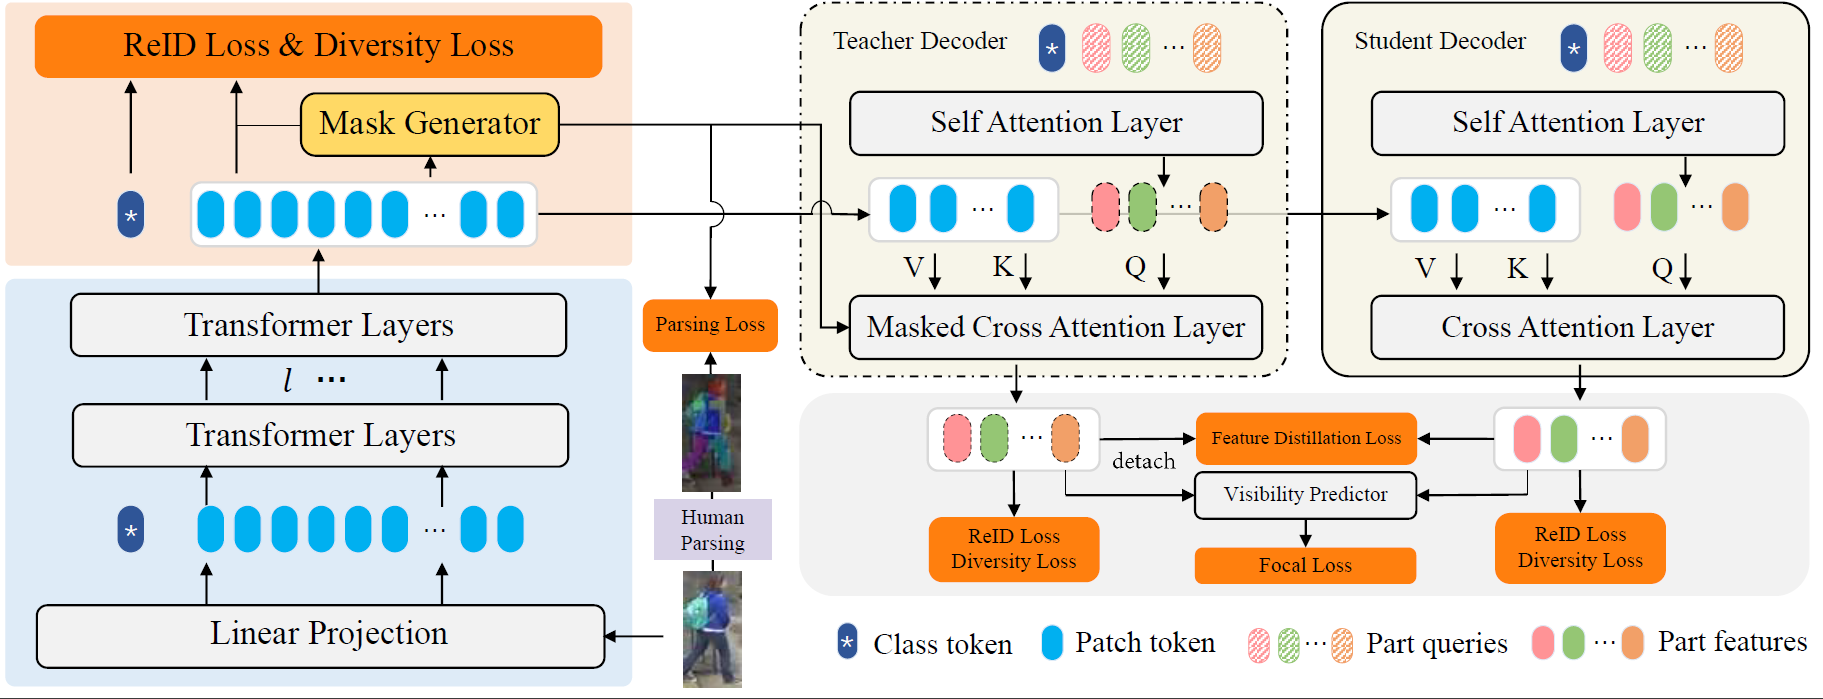 ReID Loss & Diversity Loss
Mask Generator
*
...
Transformer Layers
l ...
Transformer Layers
*
...
Linear Projection
Parsing Loss
Human
Parsing
Teacher Decoder
* ...
Self Attention Layer
... ...
V K Q
Masked Cross Attention Layer
Student Decoder
* ...
Self Attention Layer
... ...
V K Q
Cross Attention Layer
...
detach
Feature Distillation Loss
...
Visibility Predictor
ReID Loss
Diversity Loss
Focal Loss
ReID Loss
Diversity Loss
* Class token
Patch token
... Part queries
... Part features